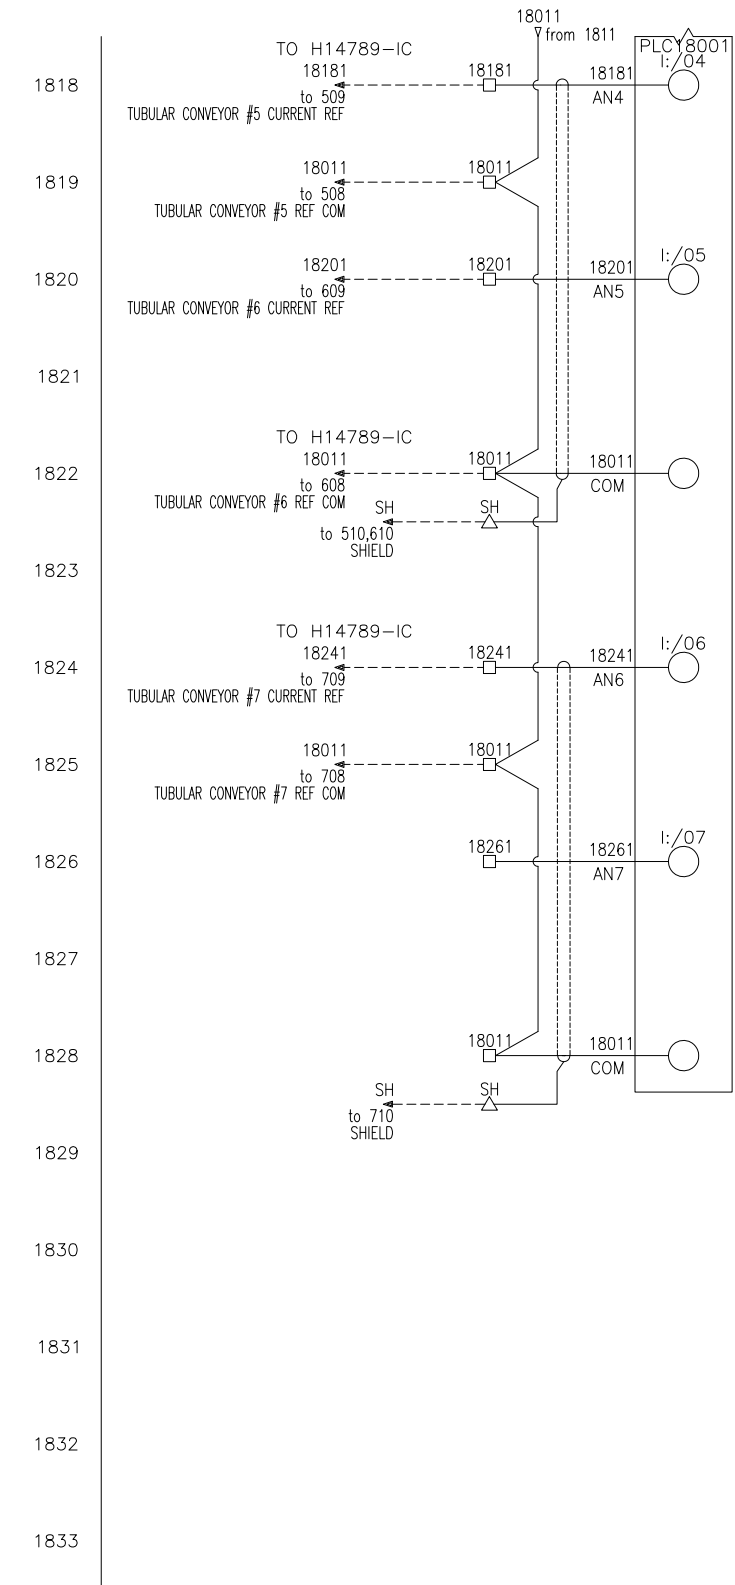 18011
from 1811
TO H14789-IC
PLC18001
I:/04
1818
18181
18181
18181
to 509
AN4
TUBULAR CONVEYOR #5 CURRENT REF
1819
18011
18011
to 508
TUBULAR CONVEYOR #5 REF COM
I:/05
1820
18201
18201
18201
to 609
AN5
TUBULAR CONVEYOR #6 CURRENT REF
1821
TO H14789-IC
1822
18011
18011
18011
to 608
COM
TUBULAR CONVEYOR #6 REF COM
SH
SH
to 510,610
SHIELD
1823
TO H14789-IC
I:/06
1824
18241
18241
18241
to 709
AN6
TUBULAR CONVEYOR #7 CURRENT REF
1825
18011
18011
to 708
TUBULAR CONVEYOR #7 REF COM
I:/07
1826
18261
18261
AN7
1827
1828
18011
18011
COM
SH
SH
to 710
SHIELD
1829
1830
1831
1832
1833